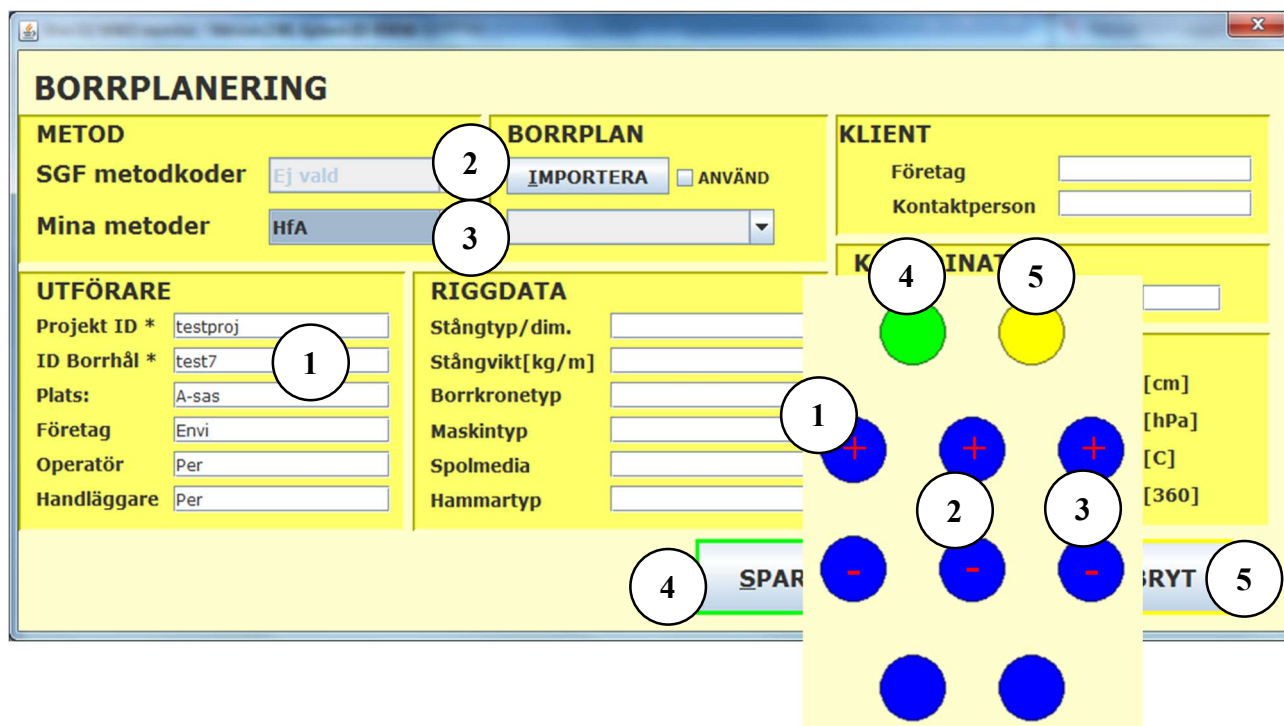 BORRPLANERING
METOD
SGF metodkoder Ej vald
Mina metoder HfA
2
3
BORRPLAN
IMPORTERA ANVÄND
KLIENT
Företag
Kontaktperson
UTFÖRARE
Projekt ID * testproj
ID Borrhål * test7
Plats: A-sas
Företag Envi
Operatör Per
Handläggare Per
1
RIGGDATA
Stångtyp/dim.
Stångvikt[kg/m]
Borrkronetyp
Maskintyp
Spolmedia
Hammartyp
K INAT
4 5
[cm]
[hPa]
[C]
[360]
1
+ + +
2 3
- - -
4 SPAR
BRYT 5